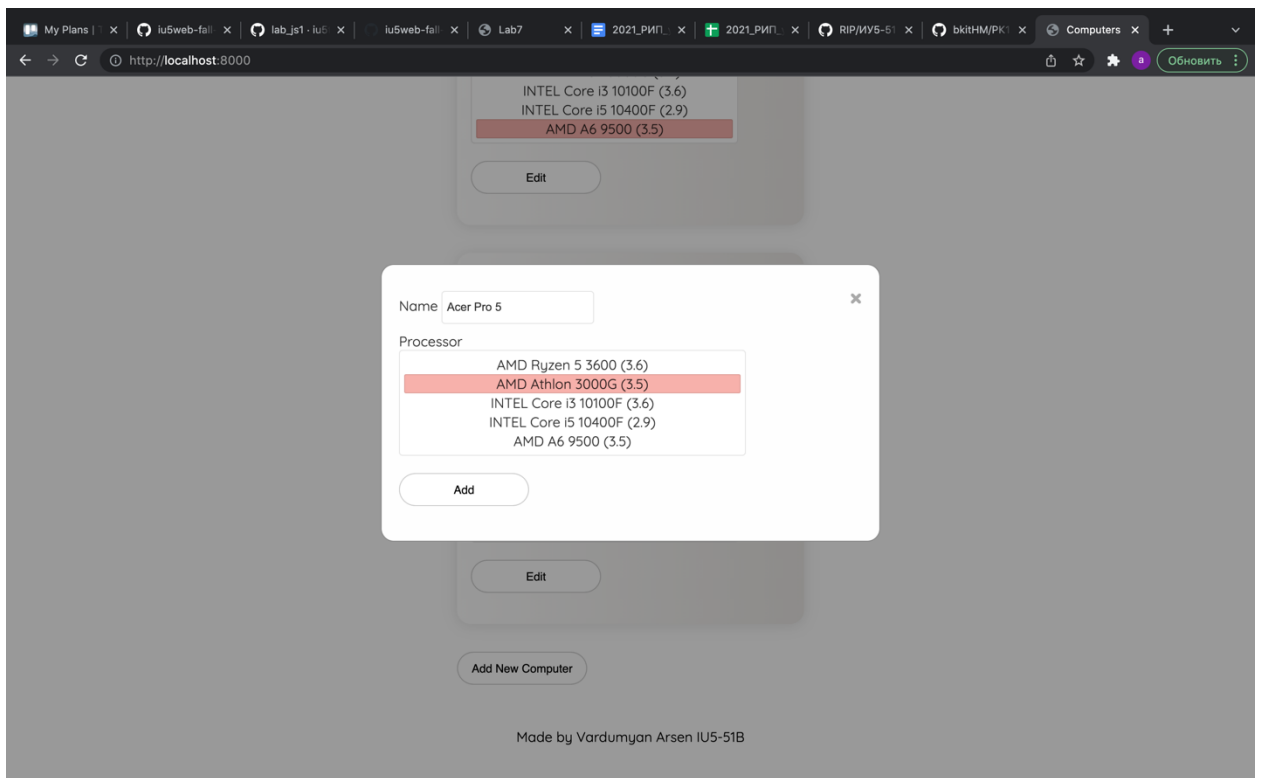 My Plans |
iu5web-fall
lab_js1 · iu5
iu5web-fall
Lab7
2021_РИП_
2021_РИП_
RIP/ИУ5-51
bkitHM/PK1
Computers
http://localhost:8000
a
Обновить
INTEL Core i3 10100F (3.6)
INTEL Core i5 10400F (2.9)
AMD A6 9500 (3.5)
Edit
Name Acer Pro 5
Processor
AMD Ryzen 5 3600 (3.6)
AMD Athlon 3000G (3.5)
INTEL Core i3 10100F (3.6)
INTEL Core i5 10400F (2.9)
AMD A6 9500 (3.5)
Add
Edit
Add New Computer
Made by Vardumyan Arsen IU5-51B